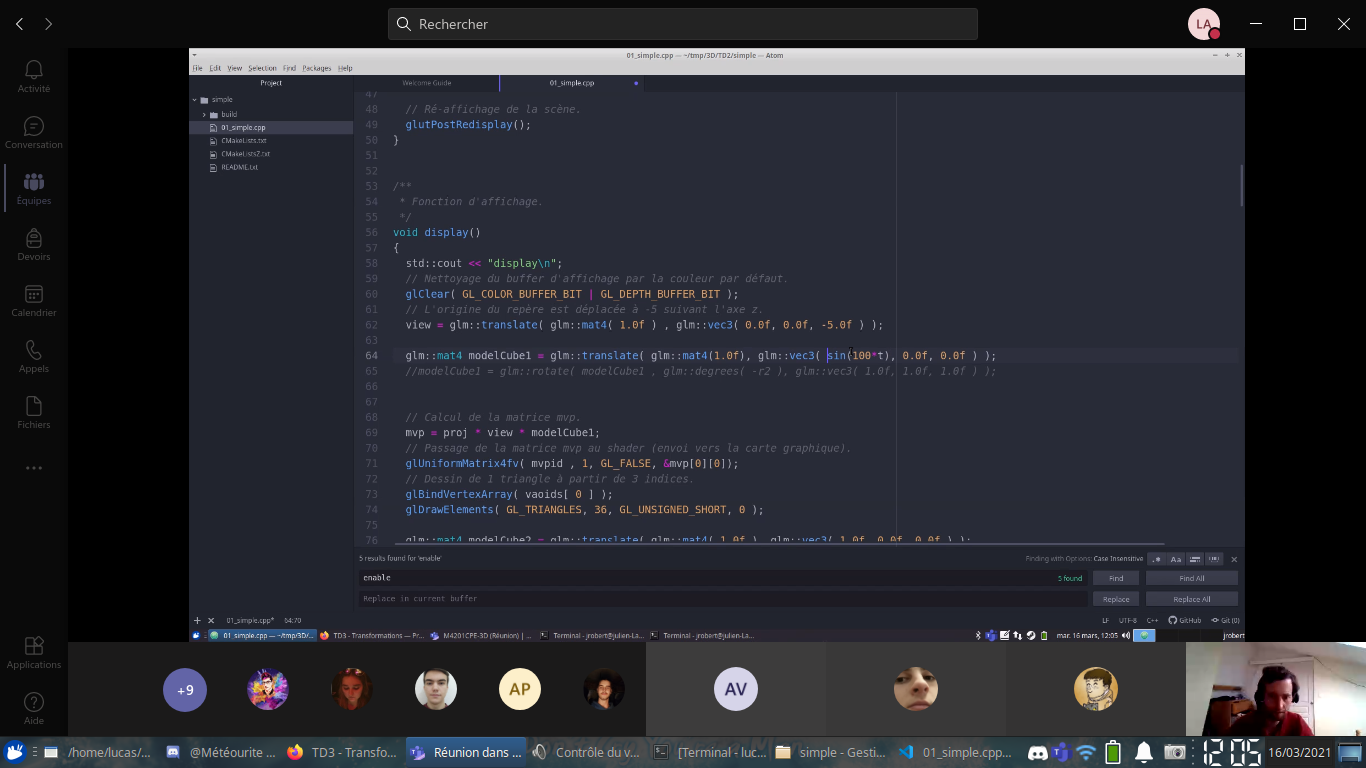 Rechercher
LA
Activité
Conversation
Équipes
Devoirs
Calendrier
Appels
Fichiers
Applications
Aide
01_simple.cpp — ~/tmp/3D/TD2/simple — Atom
File Edit View Selection Find Packages Help
Project
Welcome Guide
01_simple.cpp
simple
build
01_simple.cpp
CMakeLists.txt
CMakeListsZ.txt
README.txt
47
48 // Ré-affichage de la scène.
49 glutPostRedisplay();
50 }
51
52
53 /**
54 * Fonction d'affichage.
55 */
56 void display()
57 {
58 std::cout << "display\n";
59 // Nettoyage du buffer d'affichage par la couleur par défaut.
60 glClear( GL_COLOR_BUFFER_BIT | GL_DEPTH_BUFFER_BIT );
61 // L'origine du repère est déplacée à -5 suivant l'axe z.
62 view = glm::translate( glm::mat4( 1.0f ) , glm::vec3( 0.0f, 0.0f, -5.0f ) );
63
64 glm::mat4 modelCube1 = glm::translate( glm::mat4(1.0f), glm::vec3( sin(100*t), 0.0f, 0.0f ) );
65 //modelCube1 = glm::rotate( modelCube1 , glm::degrees( -r2 ), glm::vec3( 1.0f, 1.0f, 1.0f ) );
66
67
68 // Calcul de la matrice mvp.
69 mvp = proj * view * modelCube1;
70 // Passage de la matrice mvp au shader (envoi vers la carte graphique).
71 glUniformMatrix4fv( mvpid , 1, GL_FALSE, &mvp[0][0]);
72 // Dessin de 1 triangle à partir de 3 indices.
73 glBindVertexArray( vaoids[ 0 ] );
74 glDrawElements( GL_TRIANGLES, 36, GL_UNSIGNED_SHORT, 0 );
75
76 glm::mat4 modelCube2 = glm::translate( glm::mat4( 1.0f ), glm::vec3( 1.0f, 0.0f, 0.0f ) );
5 results found for 'enable'
Finding with Options: Case Insensitive
.* Aa
enable
5 found
Find
Find All
Replace in current buffer
Replace
Replace All
01_simple.cpp* 64:70
LF UTF-8 C++ GitHub Git (0)
01_simple.cpp — ~/tmp/3D/...
TD3 - Transformations — Pr...
M4201CPE-3D (Réunion) | ...
Terminal - jrobert@julien-La...
Terminal - jrobert@julien-La...
mar. 16 mars, 12:05
jrobert
+9
AP
AV
/home/lucas/...
@Météourite ...
TD3 - Transfo...
Réunion dans ...
Contrôle du v...
[Terminal - luc...
simple - Gesti...
01_simple.cpp...
12:05
16/03/2021